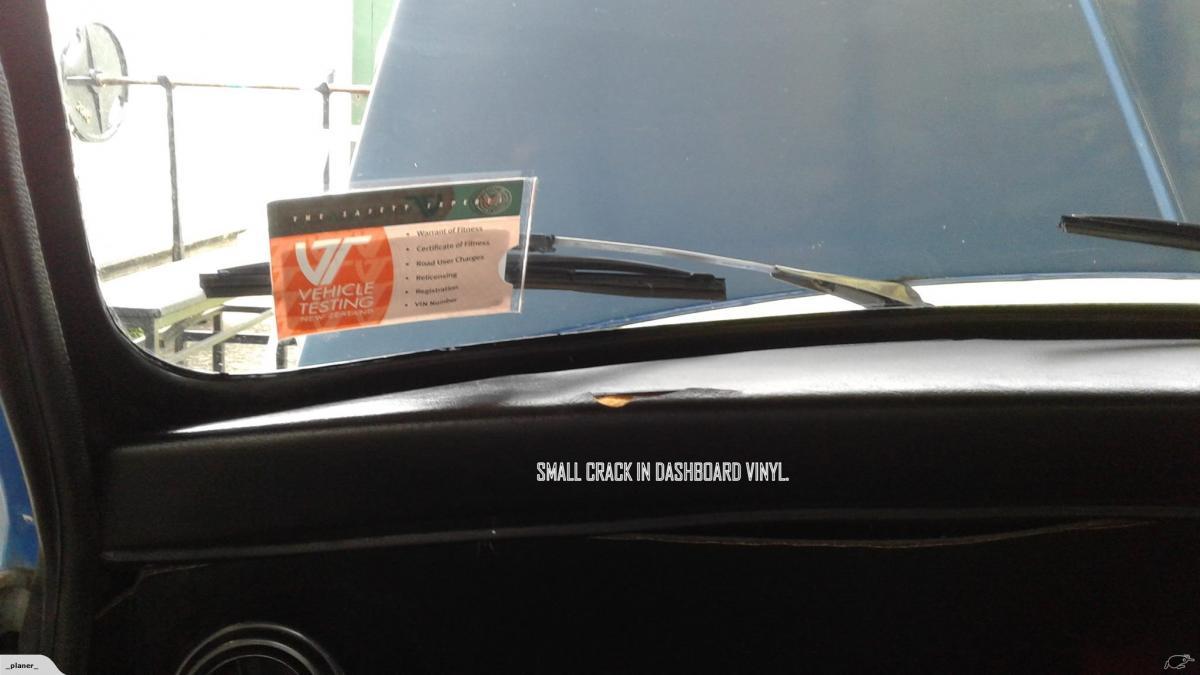 THE SAFETY EXPE
VEHICLE
TESTING
NEW ZEALAND
• Warrant of Fitness
• Certificate of Fitness
• Road User Charges
• Relicensing
• Registration
• VIN Number
SMALL CRACK IN DASHBOARD VINYL.
_planer_